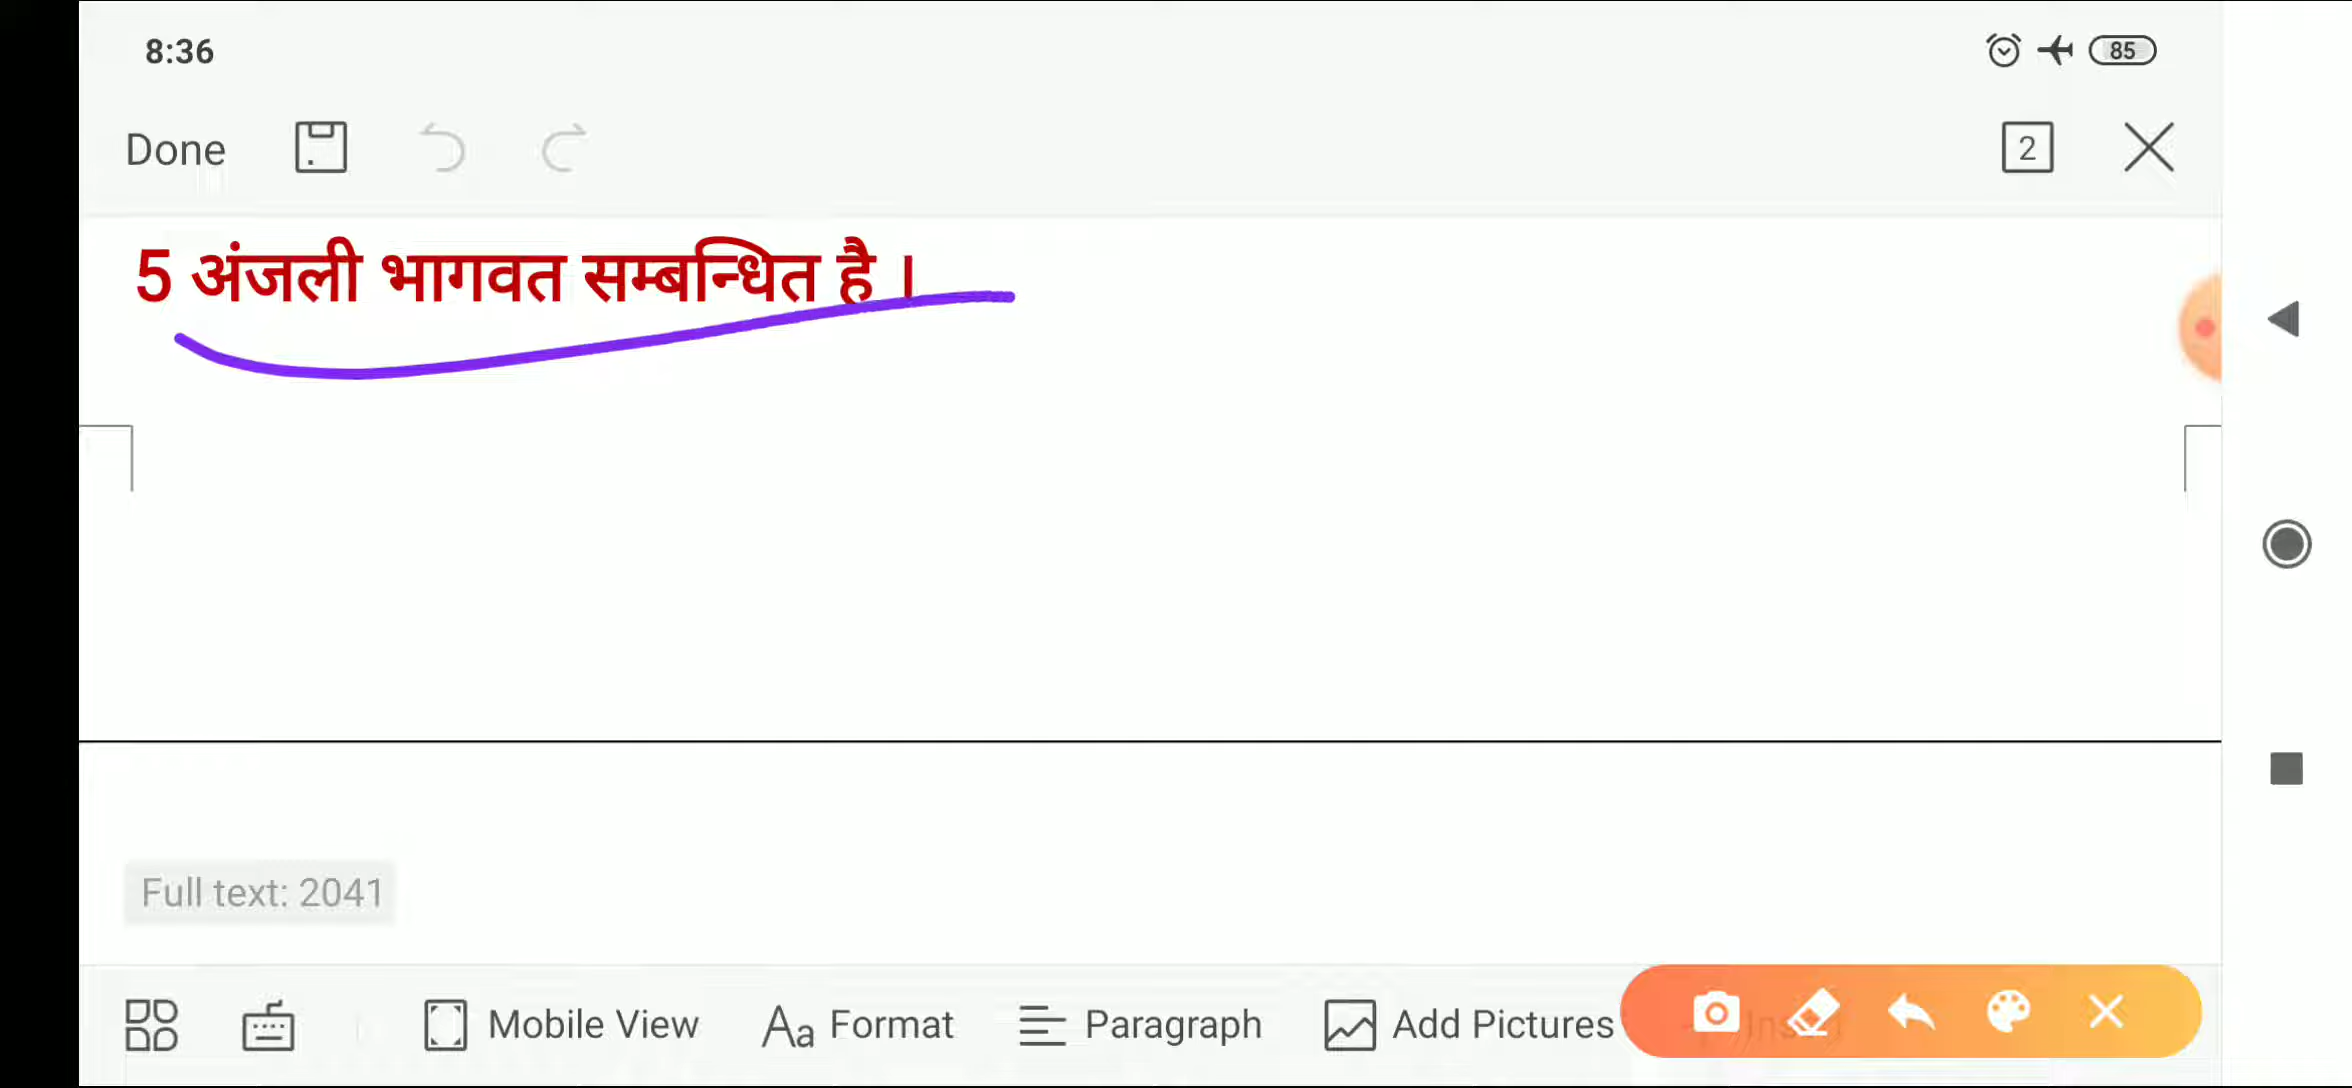 8:36
85
Done
2
5 अंजली भागवत सम्बन्धित है ।
Full text: 2041
Mobile View
Format
Paragraph
Add Pictures